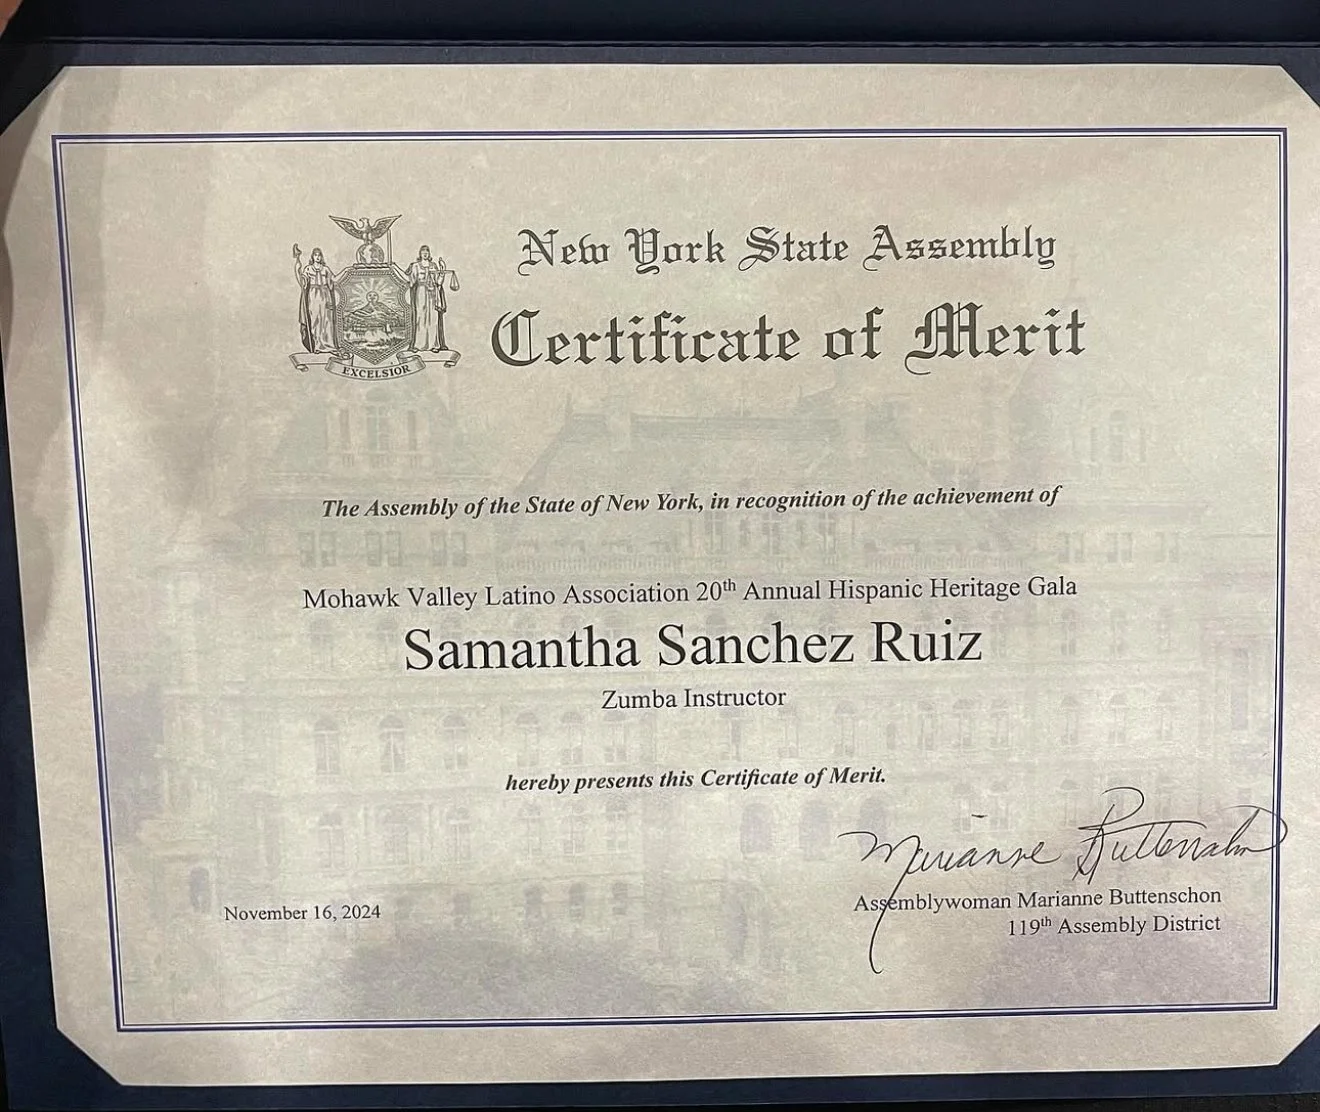 New York State Assembly
Certificate of Merit
EXCELSIOR
The Assembly of the State of New York, in recognition of the achievement of
Mohawk Valley Latino Association 20th Annual Hispanic Heritage Gala
Samantha Sanchez Ruiz
Zumba Instructor
hereby presents this Certificate of Merit.
Marianne Buttenschon
Assemblywoman Marianne Buttenschon
119th Assembly District
November 16, 2024